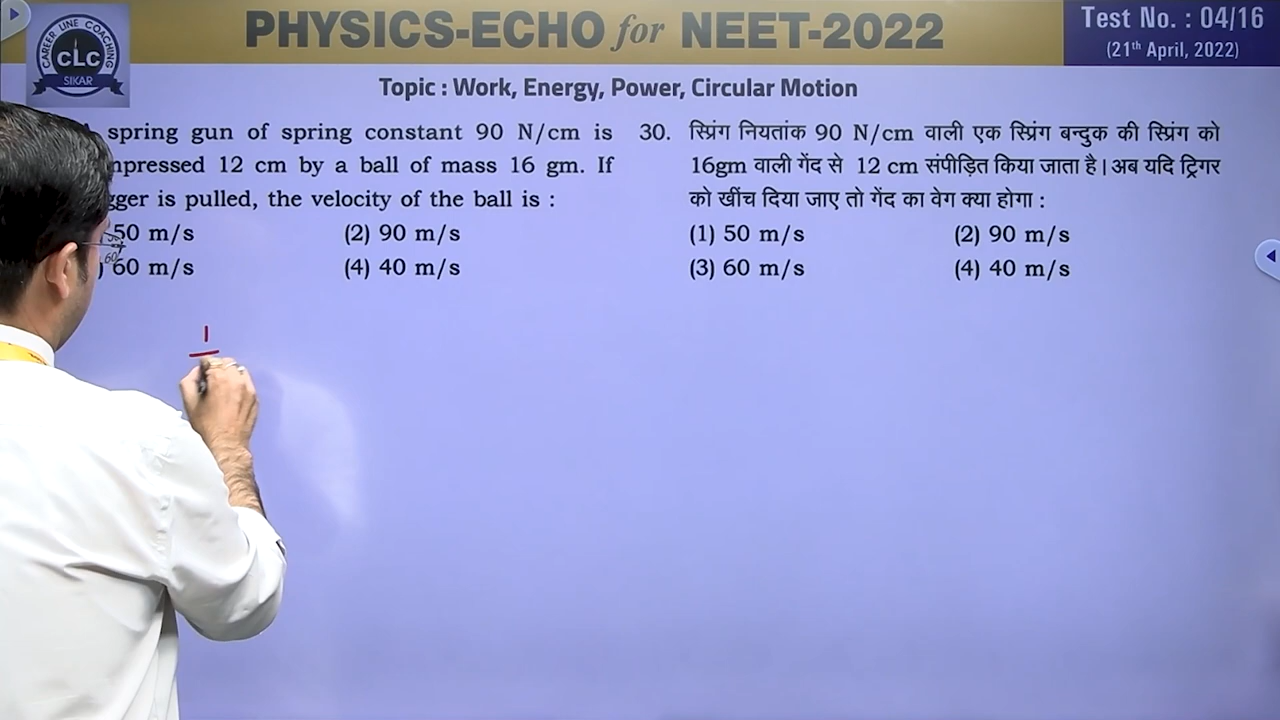 PHYSICS-ECHO for NEET-2022
Test No. : 04/16
(21th April, 2022)
CAREER LINE COACHING
CLC
SIKAR
Topic : Work, Energy, Power, Circular Motion
spring gun of spring constant 90 N/cm is
12 cm by a ball of mass 16 gm. If
is pulled, the velocity of the ball is :
50 m/s (2) 90 m/s
60 m/s (4) 40 m/s
30. स्प्रिंग नियतांक 90 N/cm वाली एक स्प्रिंग बन्दुक की स्प्रिंग को
16gm वाली गेंद से 12 cm संपीड़ित किया जाता है। अब यदि ट्रिगर
को खींच दिया जाए तो गेंद का वेग क्या होगा :
(1) 50 m/s (2) 90 m/s
(3) 60 m/s (4) 40 m/s
1